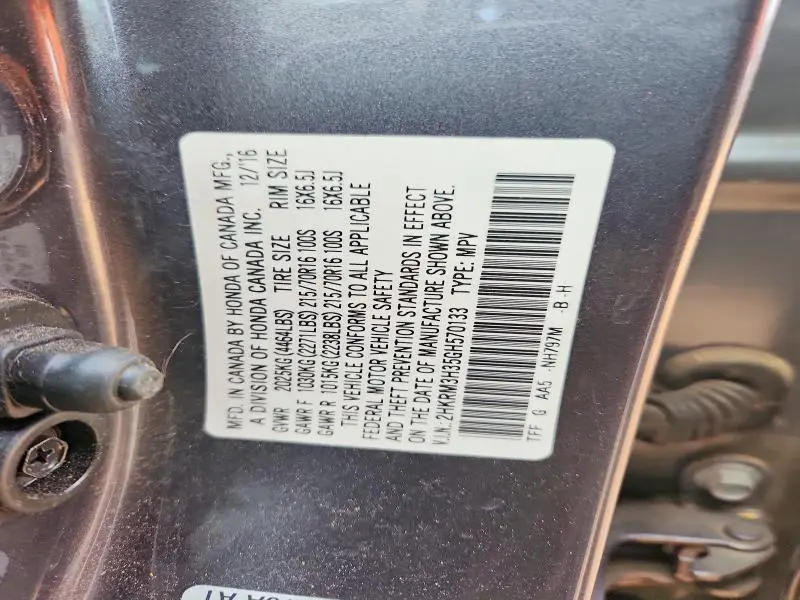 MFD. IN CANADA BY HONDA OF CANADA MFG.,
A DIVISION OF HONDA CANADA INC. 12/16
GVWR 2025KG(4464LBS) TIRE SIZE RIM SIZE
GAWR F 1030KG(2271LBS) 215/70R16 100S 16X6.5J
GAWR R 1015KG(2238LBS) 215/70R16 100S 16X6.5J
THIS VEHICLE CONFORMS TO ALL APPLICABLE
FEDERAL MOTOR VEHICLE SAFETY
AND THEFT PREVENTION STANDARDS IN EFFECT
ON THE DATE OF MANUFACTURE SHOWN ABOVE.
V.I.N.: 2HKRM3H35GH570133 TYPE: MPV
TFF G AA5 -NH797M -B -H